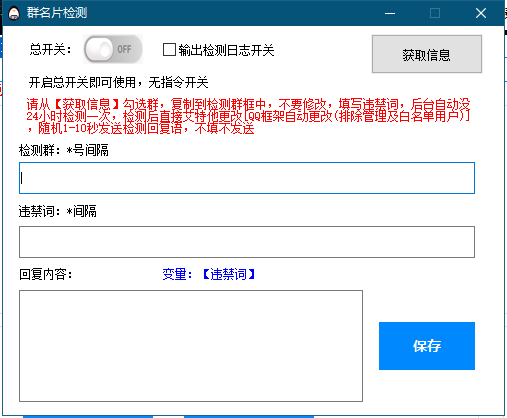 群名片检测
总开关：
OFF
输出检测日志开关
获取信息
开启总开关即可使用，无指令开关
请从【获取信息】勾选群，复制到检测群框中，不要修改，填写违禁词，后台自动没
24小时检测一次，检测后直接艾特他更改[QQ框架自动更改(排除管理及白名单用户)]
，随机1-10秒发送检测回复语，不填不发送
检测群：*号间隔
违禁词：*间隔
回复内容：
变量：【违禁词】
保存